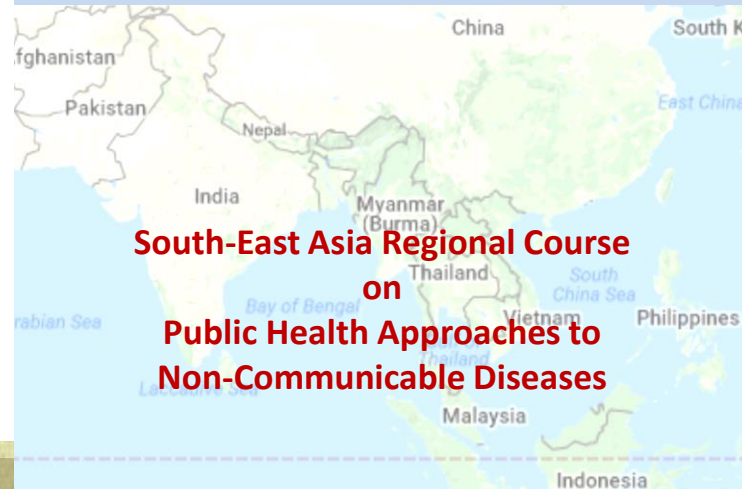 China
South K
fghanistan
East China
Pakistan
Nepal
India
Myanmar
(Burma)
South-East Asia Regional Course
Thailand
on
South
China Sea
Bay of Bengal
rabian Sea
Vietnam
Philippines
Public Health Approaches to
Thailand
Non-Communicable Diseases
Malaysia
Indonesia